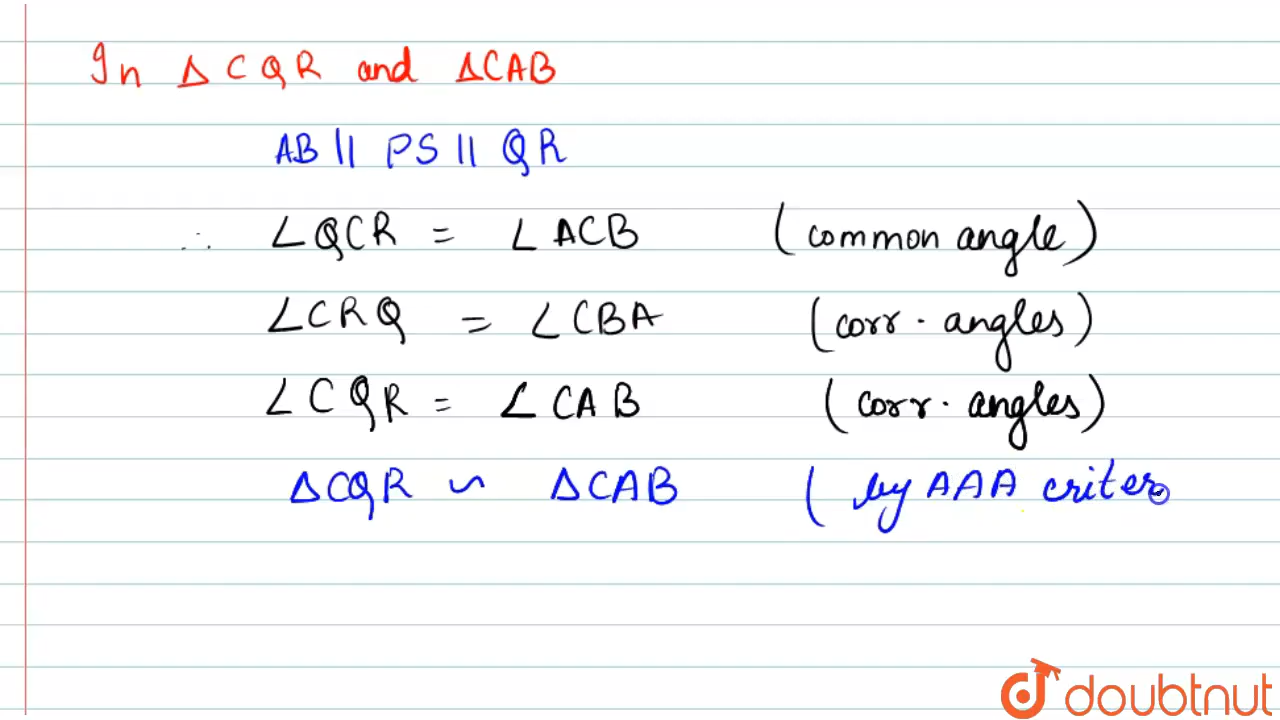 In Δ CQR and ΔCAB
AB || PS || QR
∴ ∠QCR = ∠ACB (common angle)
∠CRQ = ∠CBA (corr. angles)
∠CQR = ∠CAB (corr. angles)
ΔCQR ∽ ΔCAB ( by AAA criter
doubtnut